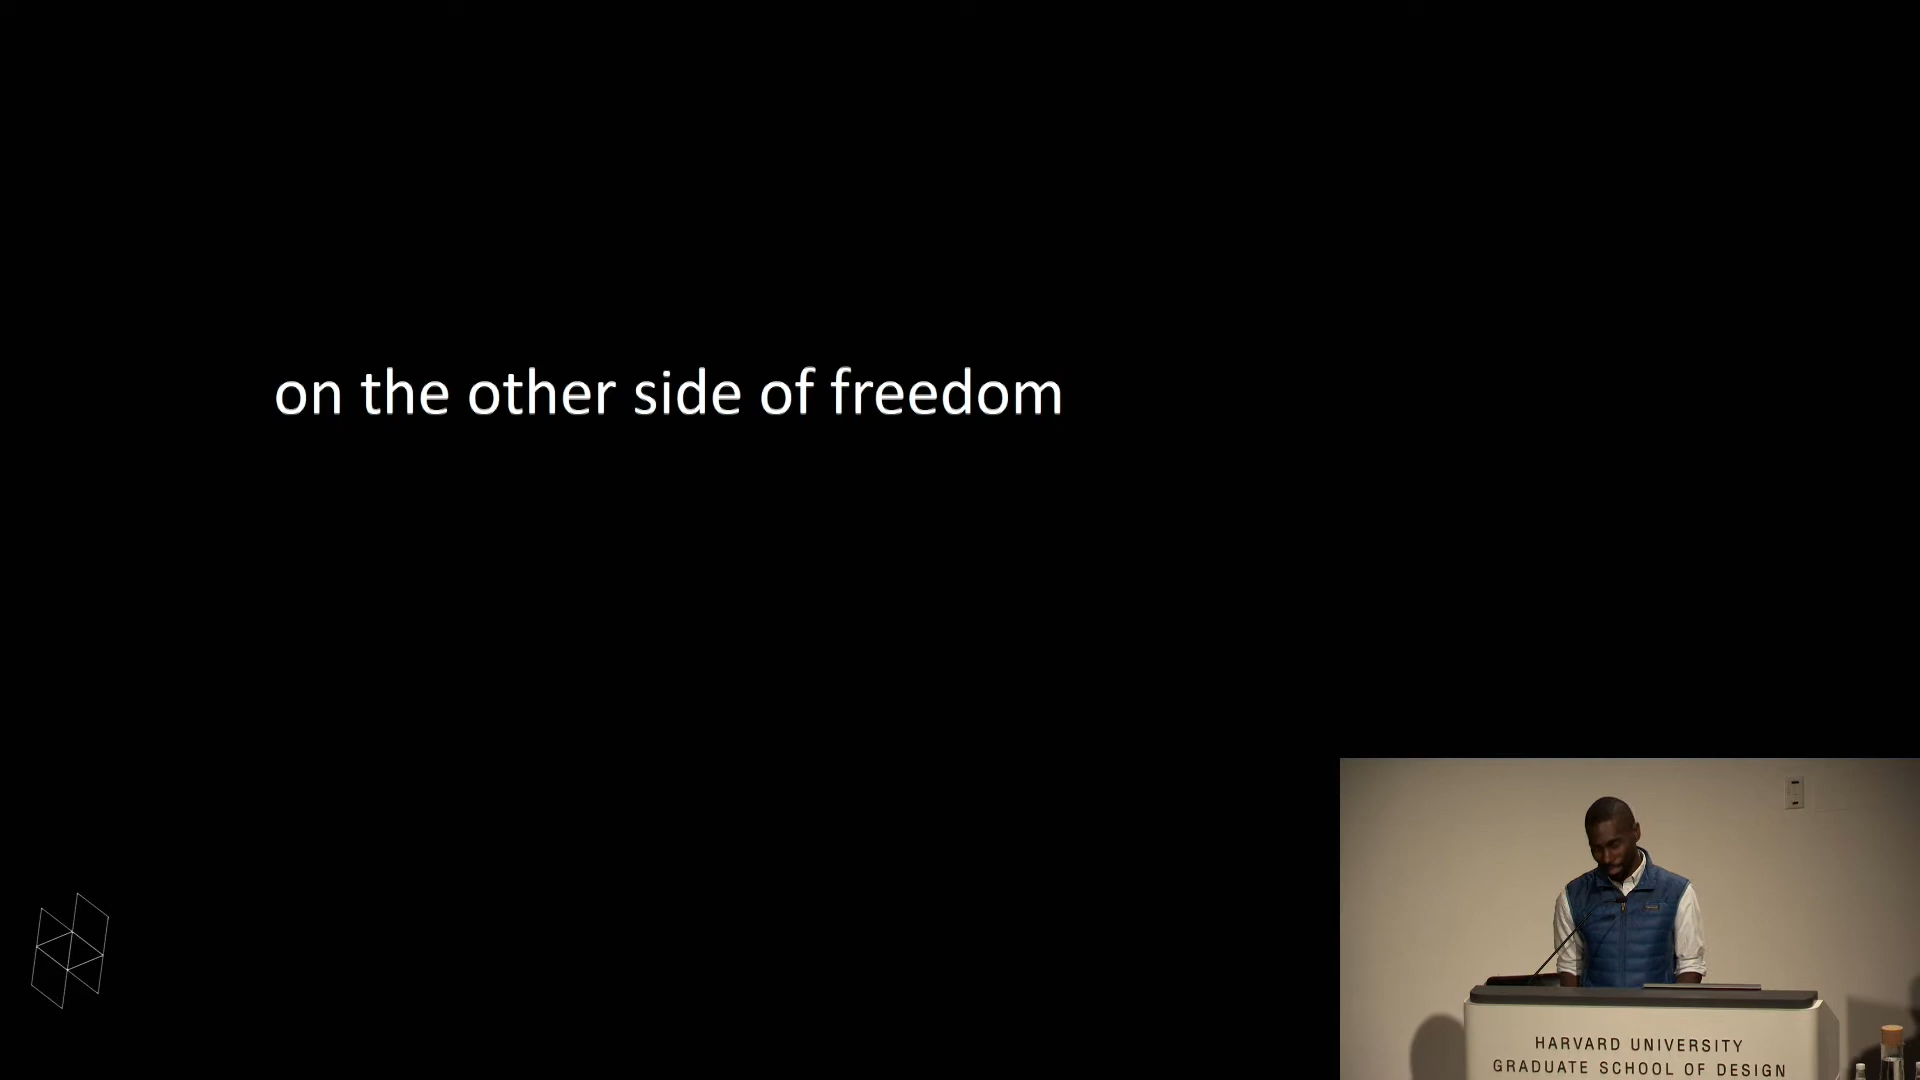 on the other side of freedom
HARVARD UNIVERSITY
GRADUATE SCHOOL OF DESIGN